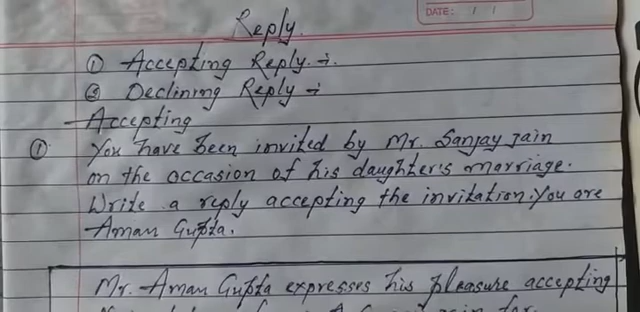 DATE: / /
Reply.
① Accepting Reply. :-
② Declining Reply :-
Accepting
① You have been invited by Mr. Sanjay Jain
on the occasion of his daughter's marriage.
Write a reply accepting the invitation. You are
Aman Gupta.
Mr. Aman Gupta expresses his pleasure accepting